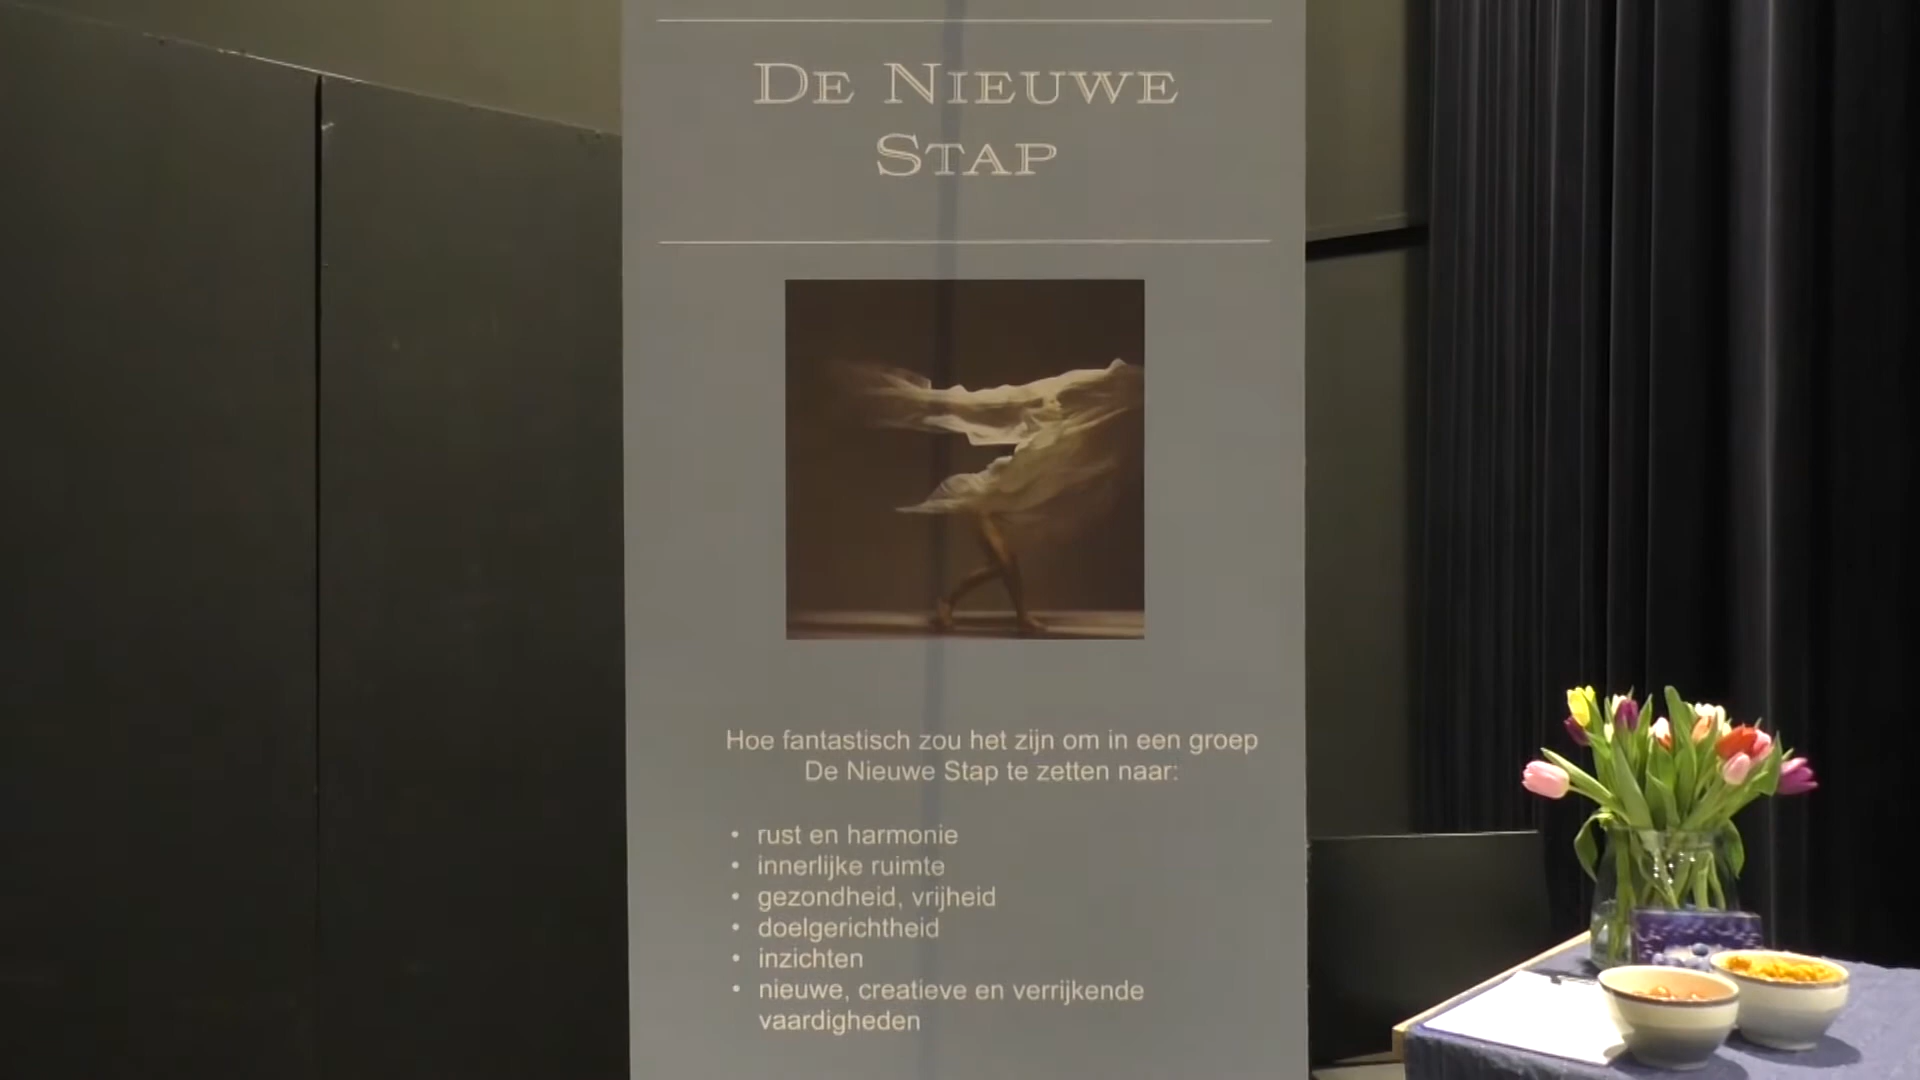 DE NIEUWE
STAP
Hoe fantastisch zou het zijn om in een groep
De Nieuwe Stap te zetten naar:
• rust en harmonie
• innerlijke ruimte
• gezondheid, vrijheid
• doelgerichtheid
• inzichten
• nieuwe, creatieve en verrijkende
vaardigheden